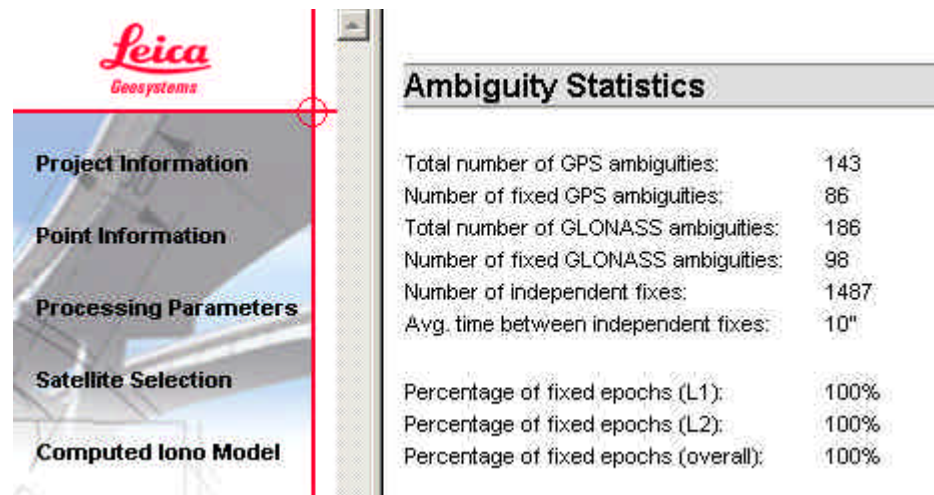 Leica
Geosystems
Project Information
Point Information
Processing Parameters
Satellite Selection
Computed Iono Model
Ambiguity Statistics
Total number of GPS ambiguities: 143
Number of fixed GPS ambiguities: 86
Total number of GLONASS ambiguities: 186
Number of fixed GLONASS ambiguities: 98
Number of independent fixes: 1487
Avg. time between independent fixes: 10"
Percentage of fixed epochs (L1): 100%
Percentage of fixed epochs (L2): 100%
Percentage of fixed epochs (overall): 100%